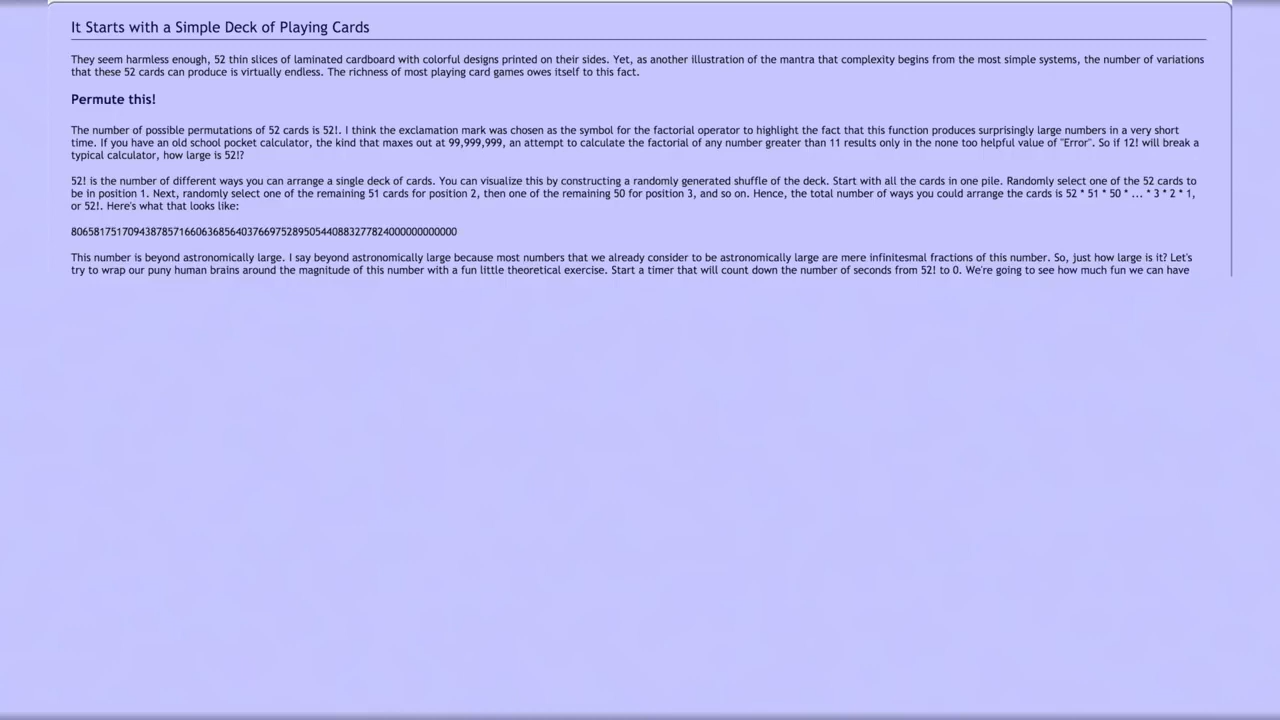 It Starts with a Simple Deck of Playing Cards
They seem harmless enough, 52 thin slices of laminated cardboard with colorful designs printed on their sides. Yet, as another illustration of the mantra that complexity begins from the most simple systems, the number of variations
that these 52 cards can produce is virtually endless. The richness of most playing card games owes itself to this fact.
Permute this!
The number of possible permutations of 52 cards is 52!. I think the exclamation mark was chosen as the symbol for the factorial operator to highlight the fact that this function produces surprisingly large numbers in a very short
time. If you have an old school pocket calculator, the kind that maxes out at 99,999,999, an attempt to calculate the factorial of any number greater than 11 results only in the none too helpful value of "Error". So if 12! will break a
typical calculator, how large is 52!?
52! is the number of different ways you can arrange a single deck of cards. You can visualize this by constructing a randomly generated shuffle of the deck. Start with all the cards in one pile. Randomly select one of the 52 cards to
be in position 1. Next, randomly select one of the remaining 51 cards for position 2, then one of the remaining 50 for position 3, and so on. Hence, the total number of ways you could arrange the cards is 52 * 51 * 50 * ... * 3 * 2 * 1,
or 52!. Here's what that looks like:
80658175170943878571660636856403766975289505440883277824000000000000
This number is beyond astronomically large. I say beyond astronomically large because most numbers that we already consider to be astronomically large are mere infinitesmal fractions of this number. So, just how large is it? Let's
try to wrap our puny human brains around the magnitude of this number with a fun little theoretical exercise. Start a timer that will count down the number of seconds from 52! to 0. We're going to see how much fun we can have